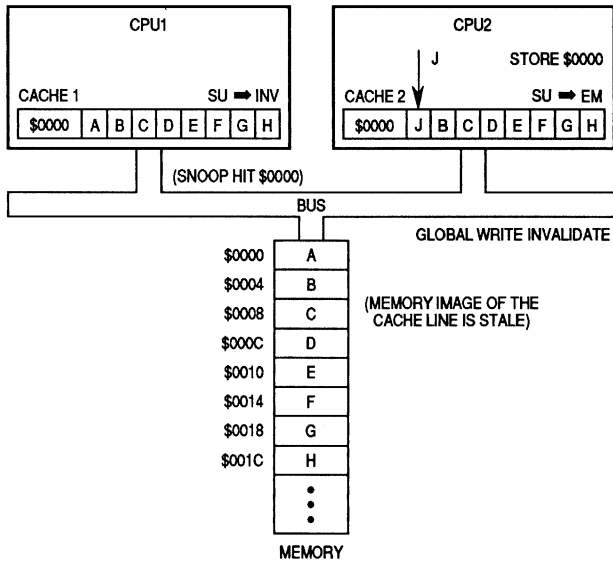 CPU1
CACHE 1 SU ➡ INV
$0000 A B C D E F G H
CPU2
J STORE $0000
CACHE 2 SU ➡ EM
$0000 J B C D E F G H
(SNOOP HIT $0000)
BUS
GLOBAL WRITE INVALIDATE
$0000 A
$0004 B
$0008 C
$000C D
$0010 E
$0014 F
$0018 G
$001C H
(MEMORY IMAGE OF THE
CACHE LINE IS STALE)
MEMORY